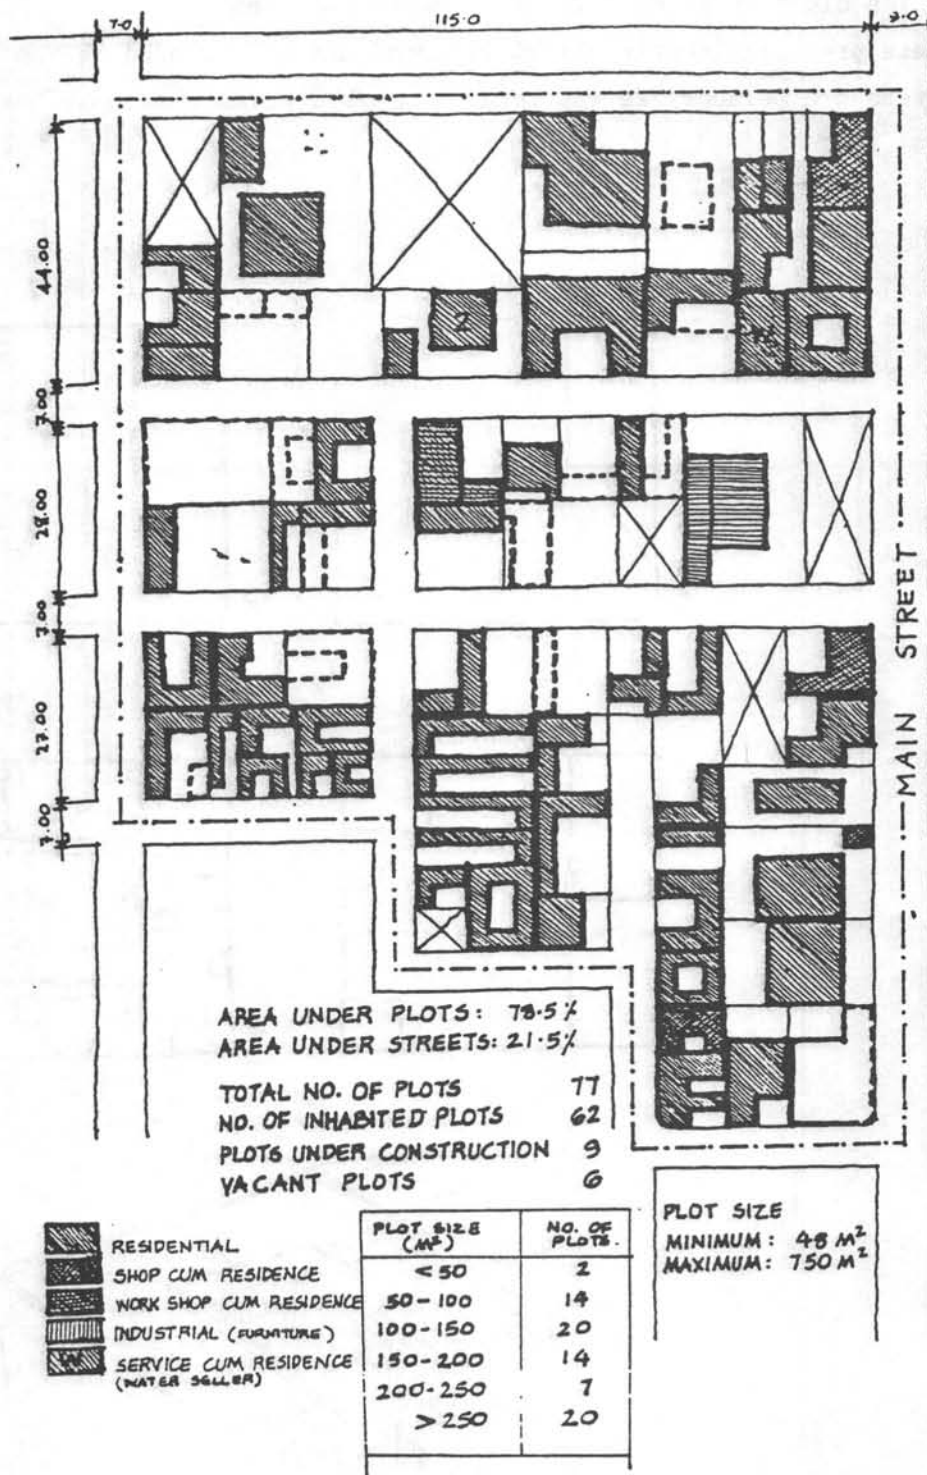 7.0
115.0
9.0
44.00
7.00
28.00
7.00
27.00
7.00
2
MAIN STREET
AREA UNDER PLOTS: 78.5%
AREA UNDER STREETS: 21.5%
TOTAL NO. OF PLOTS 77
NO. OF INHABITED PLOTS 62
PLOTS UNDER CONSTRUCTION 9
VACANT PLOTS 6
RESIDENTIAL
SHOP CUM RESIDENCE
WORK SHOP CUM RESIDENCE
INDUSTRIAL (FURNITURE)
W SERVICE CUM RESIDENCE
(WATER SELLER)
PLOT SIZE (M²) NO. OF PLOTS.
<50 2
50-100 14
100-150 20
150-200 14
200-250 7
>250 20
PLOT SIZE
MINIMUM: 48 M²
MAXIMUM: 750 M²